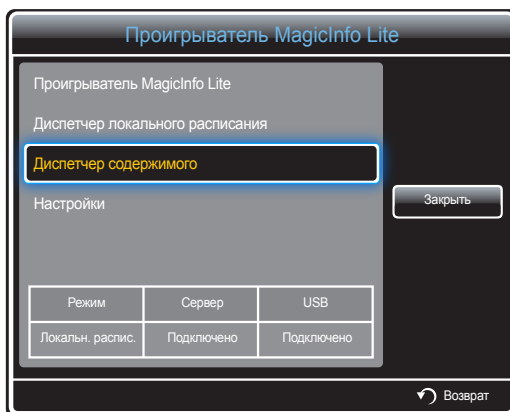 Проигрыватель MagicInfo Lite
Проигрыватель MagicInfo Lite
Диспетчер локального расписания
Диспетчер содержимого
Настройки
Закрыть
Режим Сервер USB
Локальн. распис. Подключено Подключено
Возврат